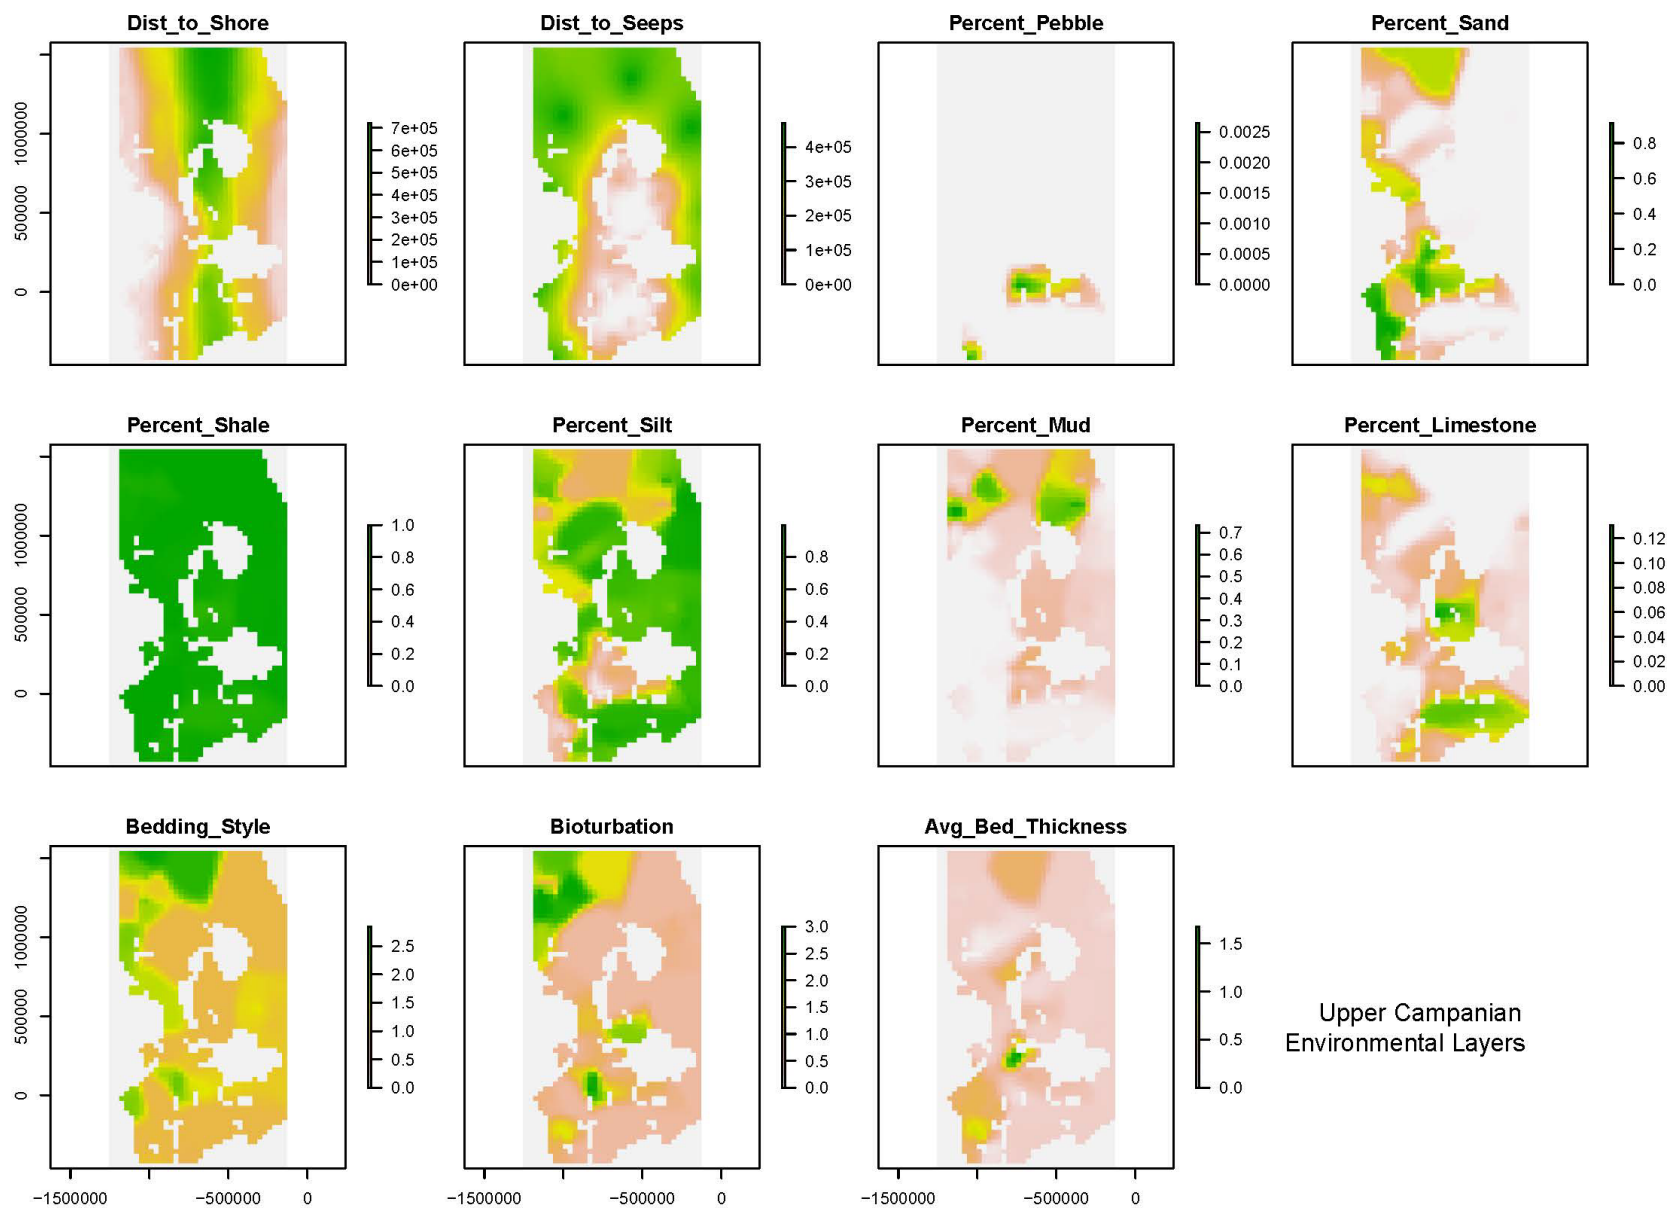 Dist_to_Shore
Dist_to_Seeps
Percent_Pebble
Percent_Sand
1000000
500000
0
7e+05
6e+05
5e+05
4e+05
3e+05
2e+05
1e+05
0e+00
4e+05
3e+05
2e+05
1e+05
0e+00
0.0025
0.0020
0.0015
0.0010
0.0005
0.0000
0.8
0.6
0.4
0.2
0.0
Percent_Shale
Percent_Silt
Percent_Mud
Percent_Limestone
1000000
500000
0
1.0
0.8
0.6
0.4
0.2
0.0
0.8
0.6
0.4
0.2
0.0
0.7
0.6
0.5
0.4
0.3
0.2
0.1
0.0
0.12
0.10
0.08
0.06
0.04
0.02
0.00
Bedding_Style
Bioturbation
Avg_Bed_Thickness
1000000
500000
0
2.5
2.0
1.5
1.0
0.5
0.0
3.0
2.5
2.0
1.5
1.0
0.5
0.0
1.5
1.0
0.5
0.0
Upper Campanian
Environmental Layers
−1500000 −500000 0
−1500000 −500000 0
−1500000 −500000 0